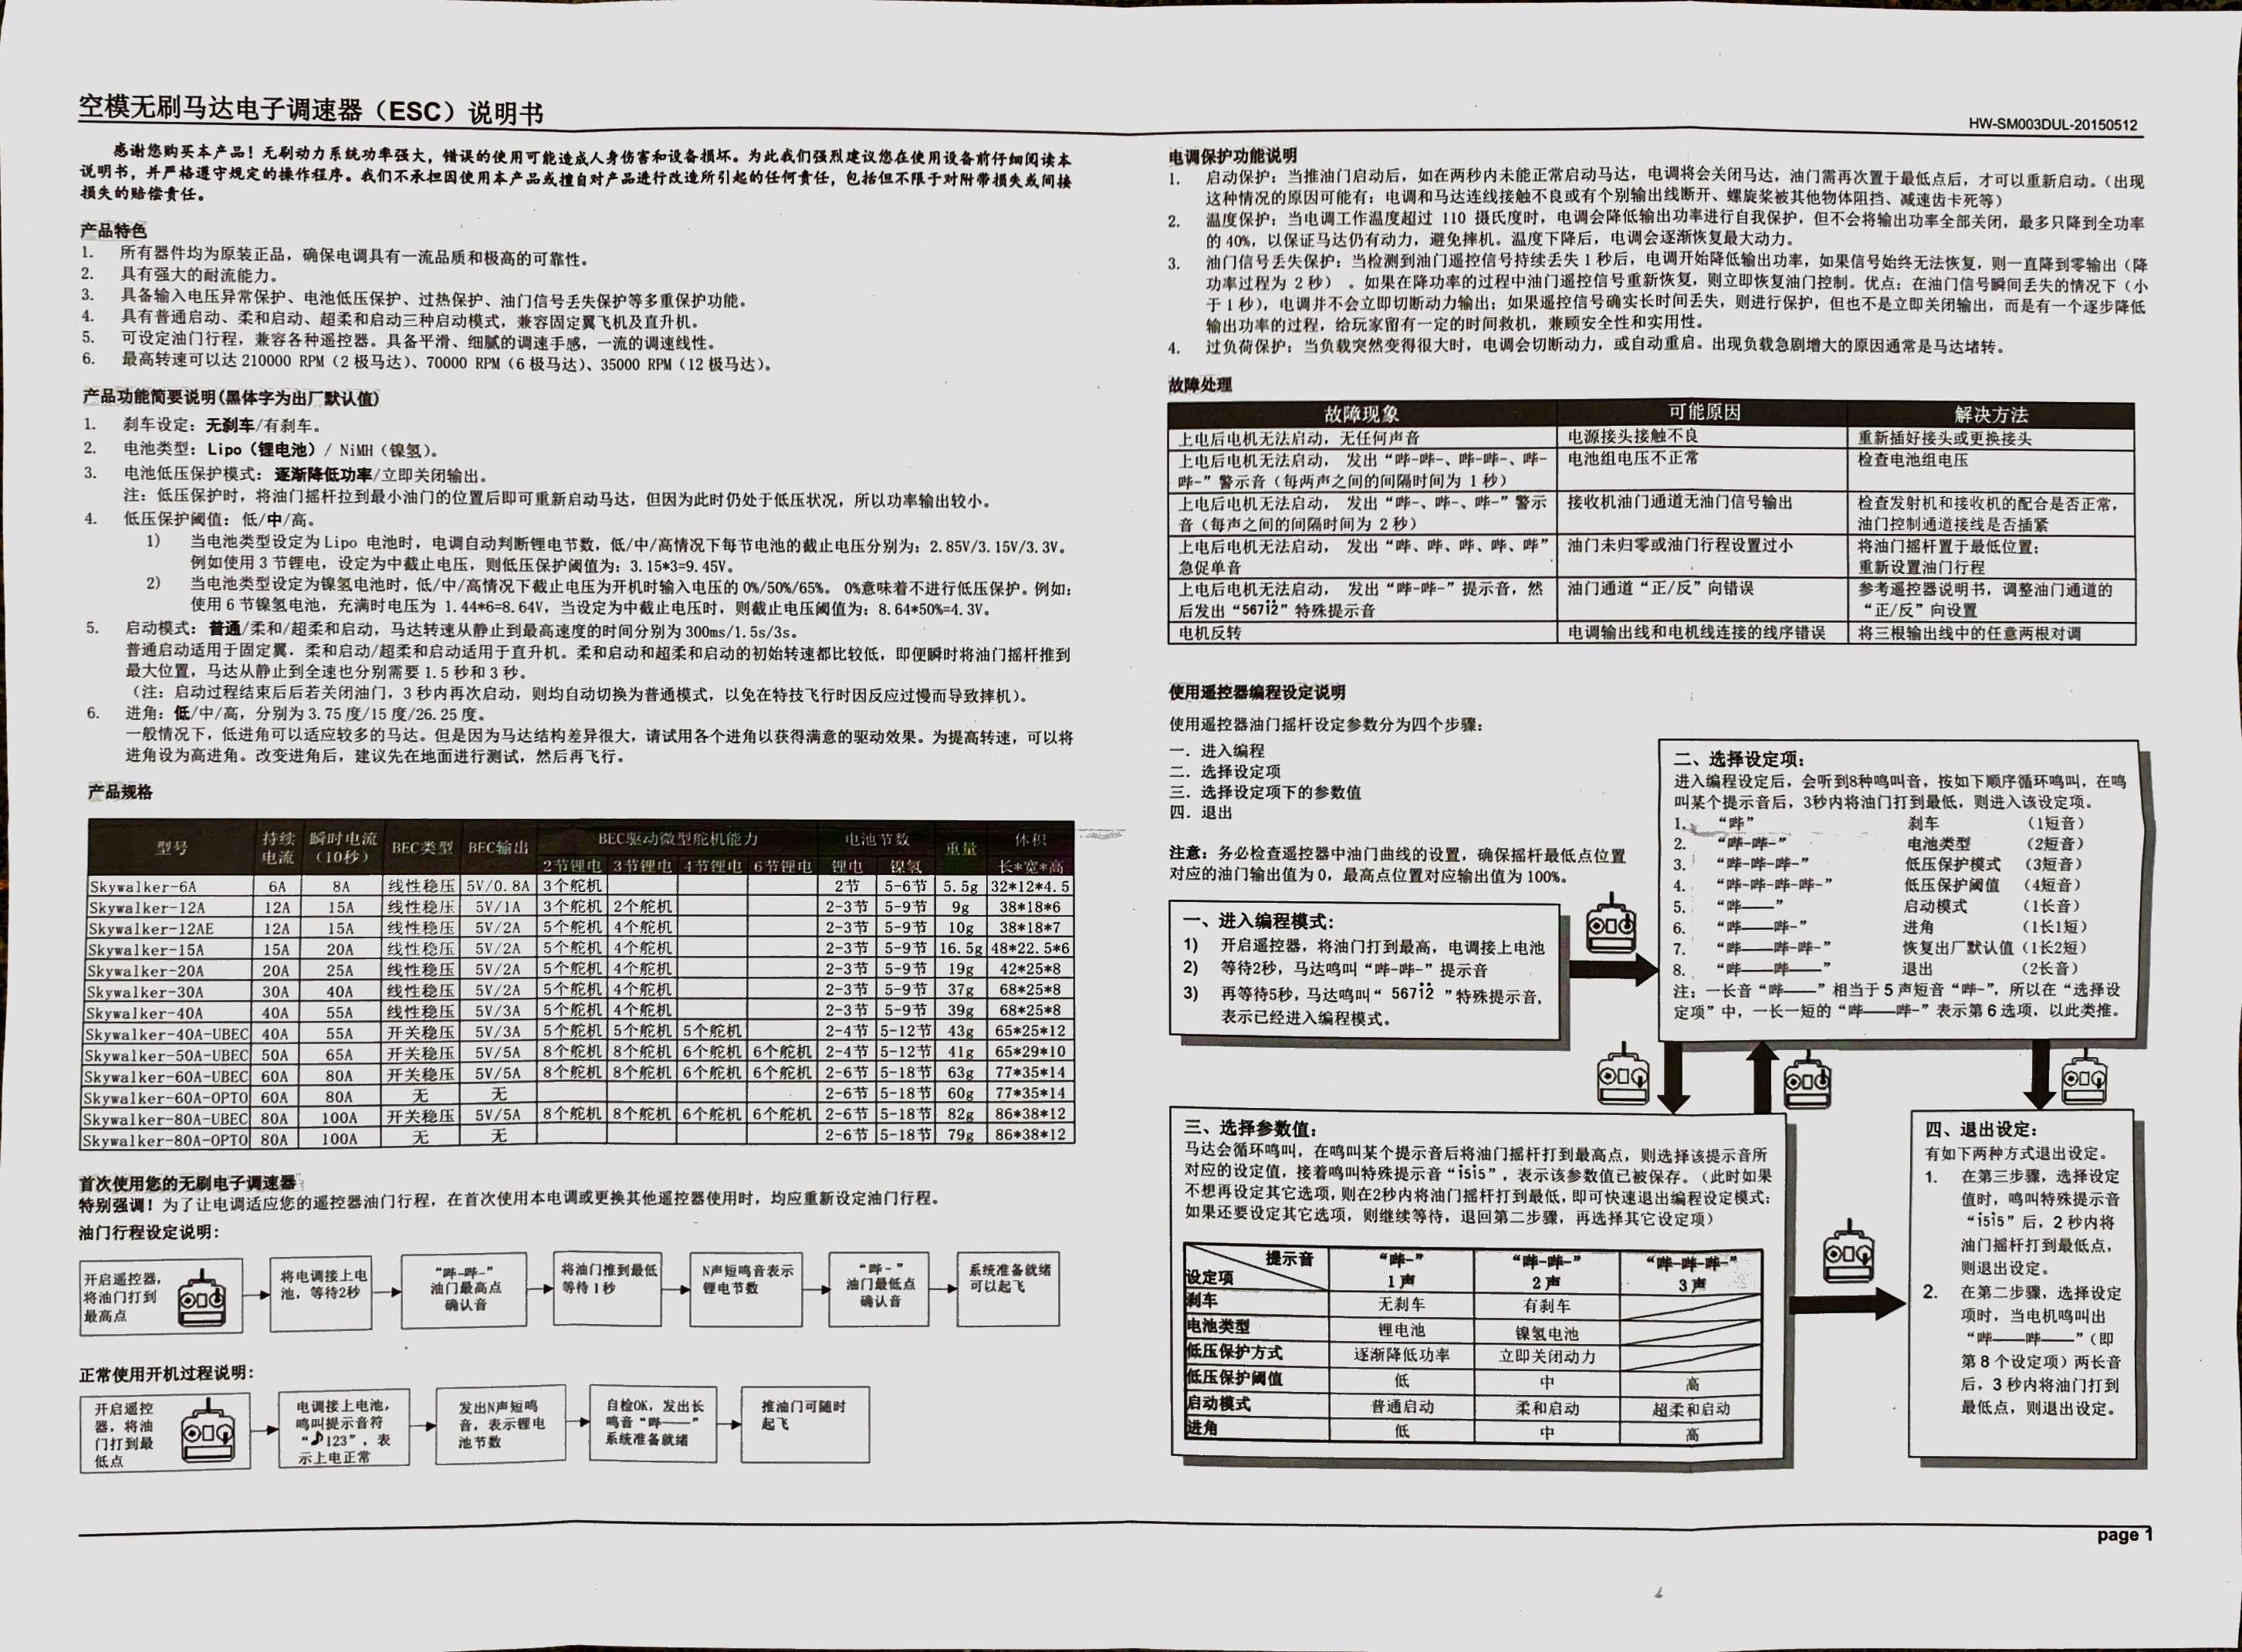 空模无刷马达电子调速器（ESC）说明书
HW-SM003DUL-20150512
感谢您购买本产品！无刷动力系统功率强大，错误的使用可能造成人身伤害和设备损坏。为此我们强烈建议您在使用设备前仔细阅读本
说明书，并严格遵守规定的操作程序。我们不承担因使用本产品或擅自对产品进行改造所引起的任何责任，包括但不限于对附带损失或间接
损失的赔偿责任。
产品特色
1. 所有器件均为原装正品，确保电调具有一流品质和极高的可靠性。
2. 具有强大的耐流能力。
3. 具备输入电压异常保护、电池低压保护、过热保护、油门信号丢失保护等多重保护功能。
4. 具有普通启动、柔和启动、超柔和启动三种启动模式，兼容固定翼飞机及直升机。
5. 可设定油门行程，兼容各种遥控器。具备平滑、细腻的调速手感，一流的调速线性。
6. 最高转速可以达 210000 RPM（2 极马达）、70000 RPM（6 极马达）、35000 RPM（12 极马达）。
产品功能简要说明(黑体字为出厂默认值)
1. 刹车设定：无刹车/有刹车。
2. 电池类型：Lipo（锂电池）/ NiMH（镍氢）。
3. 电池低压保护模式：逐渐降低功率/立即关闭输出。
注：低压保护时，将油门摇杆拉到最小油门的位置后即可重新启动马达，但因为此时仍处于低压状况，所以功率输出较小。
4. 低压保护阈值：低/中/高。
1) 当电池类型设定为Lipo 电池时，电调自动判断锂电节数，低/中/高情况下每节电池的截止电压分别为：2.85V/3.15V/3.3V。
例如使用 3 节锂电，设定为中截止电压，则低压保护阈值为：3.15*3=9.45V。
2) 当电池类型设定为镍氢电池时，低/中/高情况下截止电压为开机时输入电压的 0%/50%/65%。 0%意味着不进行低压保护。例如：
使用 6 节镍氢电池，充满时电压为 1.44*6=8.64V，当设定为中截止电压时，则截止电压阈值为：8.64*50%=4.3V。
5. 启动模式：普通/柔和/超柔和启动，马达转速从静止到最高速度的时间分别为 300ms/1.5s/3s。
普通启动适用于固定翼．柔和启动/超柔和启动适用于直升机。柔和启动和超柔和启动的初始转速都比较低，即便瞬时将油门摇杆推到
最大位置，马达从静止到全速也分别需要 1.5 秒和 3 秒。
（注：启动过程结束后后若关闭油门，3 秒内再次启动，则均自动切换为普通模式，以免在特技飞行时因反应过慢而导致摔机）。
6. 进角：低/中/高，分别为 3.75 度/15 度/26.25 度。
一般情况下，低进角可以适应较多的马达。但是因为马达结构差异很大，请试用各个进角以获得满意的驱动效果。为提高转速，可以将
进角设为高进角。改变进角后，建议先在地面进行测试，然后再飞行。
产品规格
型号 持续电流 瞬时电流（10秒） BEC类型 BEC输出 BEC驱动微型舵机能力 电池节数 重量 体积
2节锂电 3节锂电 4节锂电 6节锂电 锂电 镍氢 长*宽*高
Skywalker-6A 6A 8A 线性稳压 5V/0.8A 3个舵机 2节 5-6节 5.5g 32*12*4.5
Skywalker-12A 12A 15A 线性稳压 5V/1A 3个舵机 2个舵机 2-3节 5-9节 9g 38*18*6
Skywalker-12AE 12A 15A 线性稳压 5V/2A 5个舵机 4个舵机 2-3节 5-9节 10g 38*18*7
Skywalker-15A 15A 20A 线性稳压 5V/2A 5个舵机 4个舵机 2-3节 5-9节 16.5g 48*22.5*6
Skywalker-20A 20A 25A 线性稳压 5V/2A 5个舵机 4个舵机 2-3节 5-9节 19g 42*25*8
Skywalker-30A 30A 40A 线性稳压 5V/2A 5个舵机 4个舵机 2-3节 5-9节 37g 68*25*8
Skywalker-40A 40A 55A 线性稳压 5V/3A 5个舵机 4个舵机 2-3节 5-9节 39g 68*25*8
Skywalker-40A-UBEC 40A 55A 开关稳压 5V/3A 5个舵机 5个舵机 5个舵机 2-4节 5-12节 43g 65*25*12
Skywalker-50A-UBEC 50A 65A 开关稳压 5V/5A 8个舵机 8个舵机 6个舵机 6个舵机 2-4节 5-12节 41g 65*29*10
Skywalker-60A-UBEC 60A 80A 开关稳压 5V/5A 8个舵机 8个舵机 6个舵机 6个舵机 2-6节 5-18节 63g 77*35*14
Skywalker-60A-OPTO 60A 80A 无 无 2-6节 5-18节 60g 77*35*14
Skywalker-80A-UBEC 80A 100A 开关稳压 5V/5A 8个舵机 8个舵机 6个舵机 6个舵机 2-6节 5-18节 82g 86*38*12
Skywalker-80A-OPTO 80A 100A 无 无 2-6节 5-18节 79g 86*38*12
首次使用您的无刷电子调速器
特别强调！为了让电调适应您的遥控器油门行程，在首次使用本电调或更换其他遥控器使用时，均应重新设定油门行程。
油门行程设定说明：
开启遥控器，
将油门打到
最高点
将电调接上电
池，等待2秒
“哔-哔-”
油门最高点
确认音
将油门推到最低
等待 1 秒
N声短鸣音表示
锂电节数
“哔-”
油门最低点
确认音
系统准备就绪
可以起飞
正常使用开机过程说明：
开启遥控
器，将油
门打到最
低点
电调接上电池，
鸣叫提示音符
“♪123”，表
示上电正常
发出N声短鸣
音，表示锂电
池节数
自检OK，发出长
鸣音“哔——”
系统准备就绪
推油门可随时
起飞
电调保护功能说明
1. 启动保护：当推油门启动后，如在两秒内未能正常启动马达，电调将会关闭马达，油门需再次置于最低点后，才可以重新启动。（出现
这种情况的原因可能有：电调和马达连线接触不良或有个别输出线断开、螺旋桨被其他物体阻挡、减速齿卡死等）
2. 温度保护：当电调工作温度超过 110 摄氏度时，电调会降低输出功率进行自我保护，但不会将输出功率全部关闭，最多只降到全功率
的 40%，以保证马达仍有动力，避免摔机。温度下降后，电调会逐渐恢复最大动力。
3. 油门信号丢失保护：当检测到油门遥控信号持续丢失 1 秒后，电调开始降低输出功率，如果信号始终无法恢复，则一直降到零输出（降
功率过程为 2 秒） 。如果在降功率的过程中油门遥控信号重新恢复，则立即恢复油门控制。优点：在油门信号瞬间丢失的情况下（小
于 1 秒），电调并不会立即切断动力输出；如果遥控信号确实长时间丢失，则进行保护，但也不是立即关闭输出，而是有一个逐步降低
输出功率的过程，给玩家留有一定的时间救机，兼顾安全性和实用性。
4. 过负荷保护：当负载突然变得很大时，电调会切断动力，或自动重启。出现负载急剧增大的原因通常是马达堵转。
故障处理
故障现象 可能原因 解决方法
上电后电机无法启动，无任何声音 电源接头接触不良 重新插好接头或更换接头
上电后电机无法启动， 发出“哔-哔-、哔-哔-、哔- 电池组电压不正常 检查电池组电压
哔-”警示音（每两声之间的间隔时间为 1 秒）
上电后电机无法启动， 发出“哔-、哔-、哔-”警示 接收机油门通道无油门信号输出 检查发射机和接收机的配合是否正常，
音（每声之间的间隔时间为 2 秒） 油门控制通道接线是否插紧
上电后电机无法启动， 发出“哔、哔、哔、哔、哔” 油门未归零或油门行程设置过小 将油门摇杆置于最低位置；
急促单音 重新设置油门行程
上电后电机无法启动， 发出“哔-哔-”提示音，然 油门通道“正/反”向错误 参考遥控器说明书，调整油门通道的
后发出“567i̇2̇”特殊提示音 “正/反”向设置
电机反转 电调输出线和电机线连接的线序错误 将三根输出线中的任意两根对调
使用遥控器编程设定说明
使用遥控器油门摇杆设定参数分为四个步骤：
一．进入编程
二．选择设定项
三．选择设定项下的参数值
四．退出
注意：务必检查遥控器中油门曲线的设置，确保摇杆最低点位置
对应的油门输出值为 0，最高点位置对应输出值为 100%。
一、进入编程模式：
1) 开启遥控器，将油门打到最高，电调接上电池
2) 等待2秒，马达鸣叫“哔-哔-”提示音
3) 再等待5秒，马达鸣叫“ 567i̇2̇ ”特殊提示音，
表示已经进入编程模式。
二、选择设定项：
进入编程设定后，会听到8种鸣叫音，按如下顺序循环鸣叫，在鸣
叫某个提示音后，3秒内将油门打到最低，则进入该设定项。
1. “哔” 刹车 （1短音）
2. “哔-哔-” 电池类型 （2短音）
3. “哔-哔-哔-” 低压保护模式 （3短音）
4. “哔-哔-哔-哔-” 低压保护阈值 （4短音）
5. “哔——” 启动模式 （1长音）
6. “哔——哔-” 进角 （1长1短）
7. “哔——哔-哔-” 恢复出厂默认值（1长2短）
8. “哔——哔——” 退出 （2长音）
注：一长音“哔——”相当于 5 声短音“哔-”，所以在“选择设
定项”中，一长一短的“哔——哔-”表示第 6 选项，以此类推。
三、选择参数值：
马达会循环鸣叫，在鸣叫某个提示音后将油门摇杆打到最高点，则选择该提示音所
对应的设定值，接着鸣叫特殊提示音“i̇5i̇5”，表示该参数值已被保存。（此时如果
不想再设定其它选项，则在2秒内将油门摇杆打到最低，即可快速退出编程设定模式；
如果还要设定其它选项，则继续等待，退回第二步骤，再选择其它设定项）
提示音 “哔-” “哔-哔-” “哔-哔-哔-”
设定项 1 声 2 声 3 声
刹车 无刹车 有刹车
电池类型 锂电池 镍氢电池
低压保护方式 逐渐降低功率 立即关闭动力
低压保护阈值 低 中 高
启动模式 普通启动 柔和启动 超柔和启动
进角 低 中 高
四、退出设定：
有如下两种方式退出设定。
1. 在第三步骤，选择设定
值时，鸣叫特殊提示音
“i̇5i̇5”后，2 秒内将
油门摇杆打到最低点，
则退出设定。
2. 在第二步骤，选择设定
项时，当电机鸣叫出
“哔——哔——”（即
第 8 个设定项）两长音
后，3 秒内将油门打到
最低点，则退出设定。
page 1